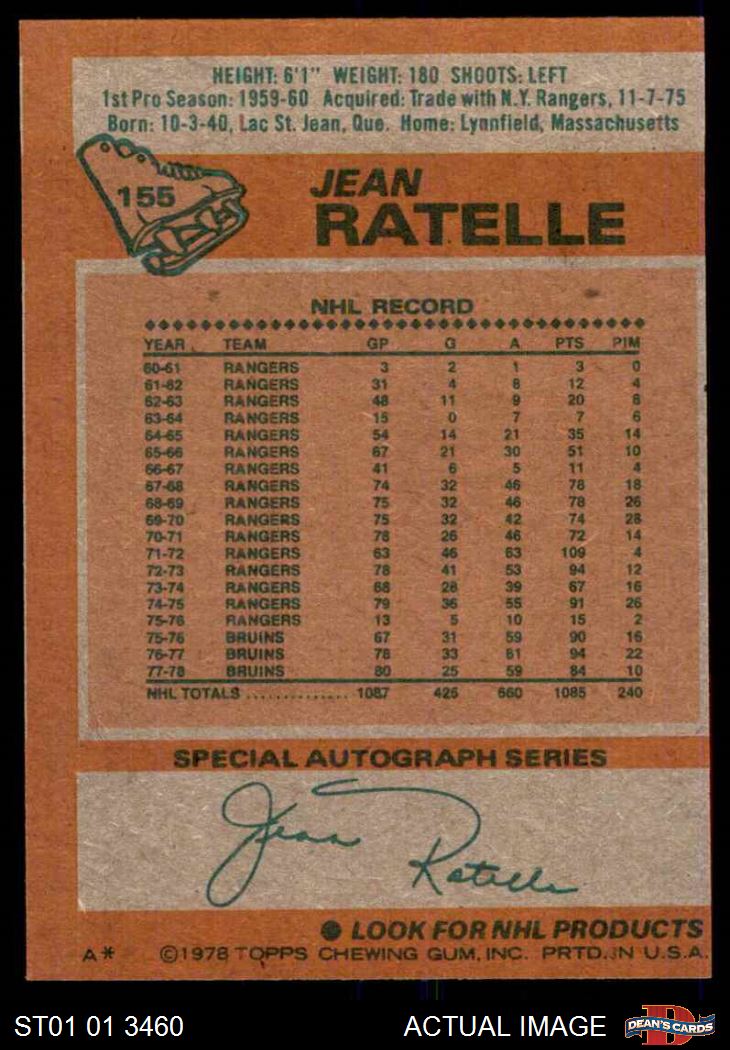 HEIGHT: 6'1" WEIGHT: 180 SHOOTS: LEFT
1st Pro Season: 1959-60 Acquired: Trade with N.Y. Rangers, 11-7-75
Born: 10-3-40, Lac St. Jean, Que. Home: Lynnfield, Massachusetts
155
JEAN
RATELLE
NHL RECORD
YEAR TEAM GP G A PTS PIM
60-61 RANGERS 3 2 1 3 0
61-62 RANGERS 31 4 8 12 4
62-63 RANGERS 48 11 9 20 8
63-64 RANGERS 15 0 7 7 6
64-65 RANGERS 54 14 21 35 14
65-66 RANGERS 67 21 30 51 10
66-67 RANGERS 41 6 5 11 4
67-68 RANGERS 74 32 46 78 18
68-69 RANGERS 75 32 46 78 26
69-70 RANGERS 75 32 42 74 28
70-71 RANGERS 78 26 46 72 14
71-72 RANGERS 63 46 63 109 4
72-73 RANGERS 78 41 53 94 12
73-74 RANGERS 68 28 39 67 16
74-75 RANGERS 79 36 55 91 26
75-76 RANGERS 13 5 10 15 2
75-76 BRUINS 67 31 59 90 16
76-77 BRUINS 78 33 61 94 22
77-78 BRUINS 80 25 59 84 10
NHL TOTALS .............. 1087 425 660 1085 240
SPECIAL AUTOGRAPH SERIES
Jean Ratelle
● LOOK FOR NHL PRODUCTS
A* ©1978 TOPPS CHEWING GUM, INC. PRTD. IN U.S.A.
ST01 01 3460 ACTUAL IMAGE DEAN'S CARDS